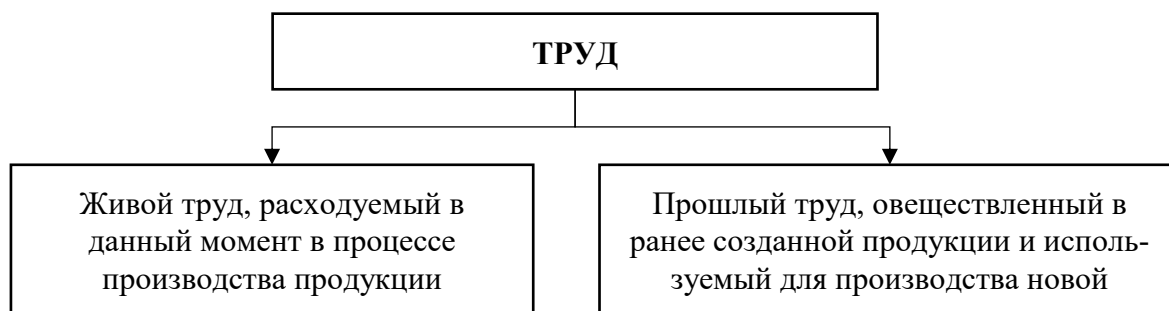 ТРУД
Живой труд, расходуемый в
данный момент в процессе
производства продукции
Прошлый труд, овеществленный в
ранее созданной продукции и исполь-
зуемый для производства новой